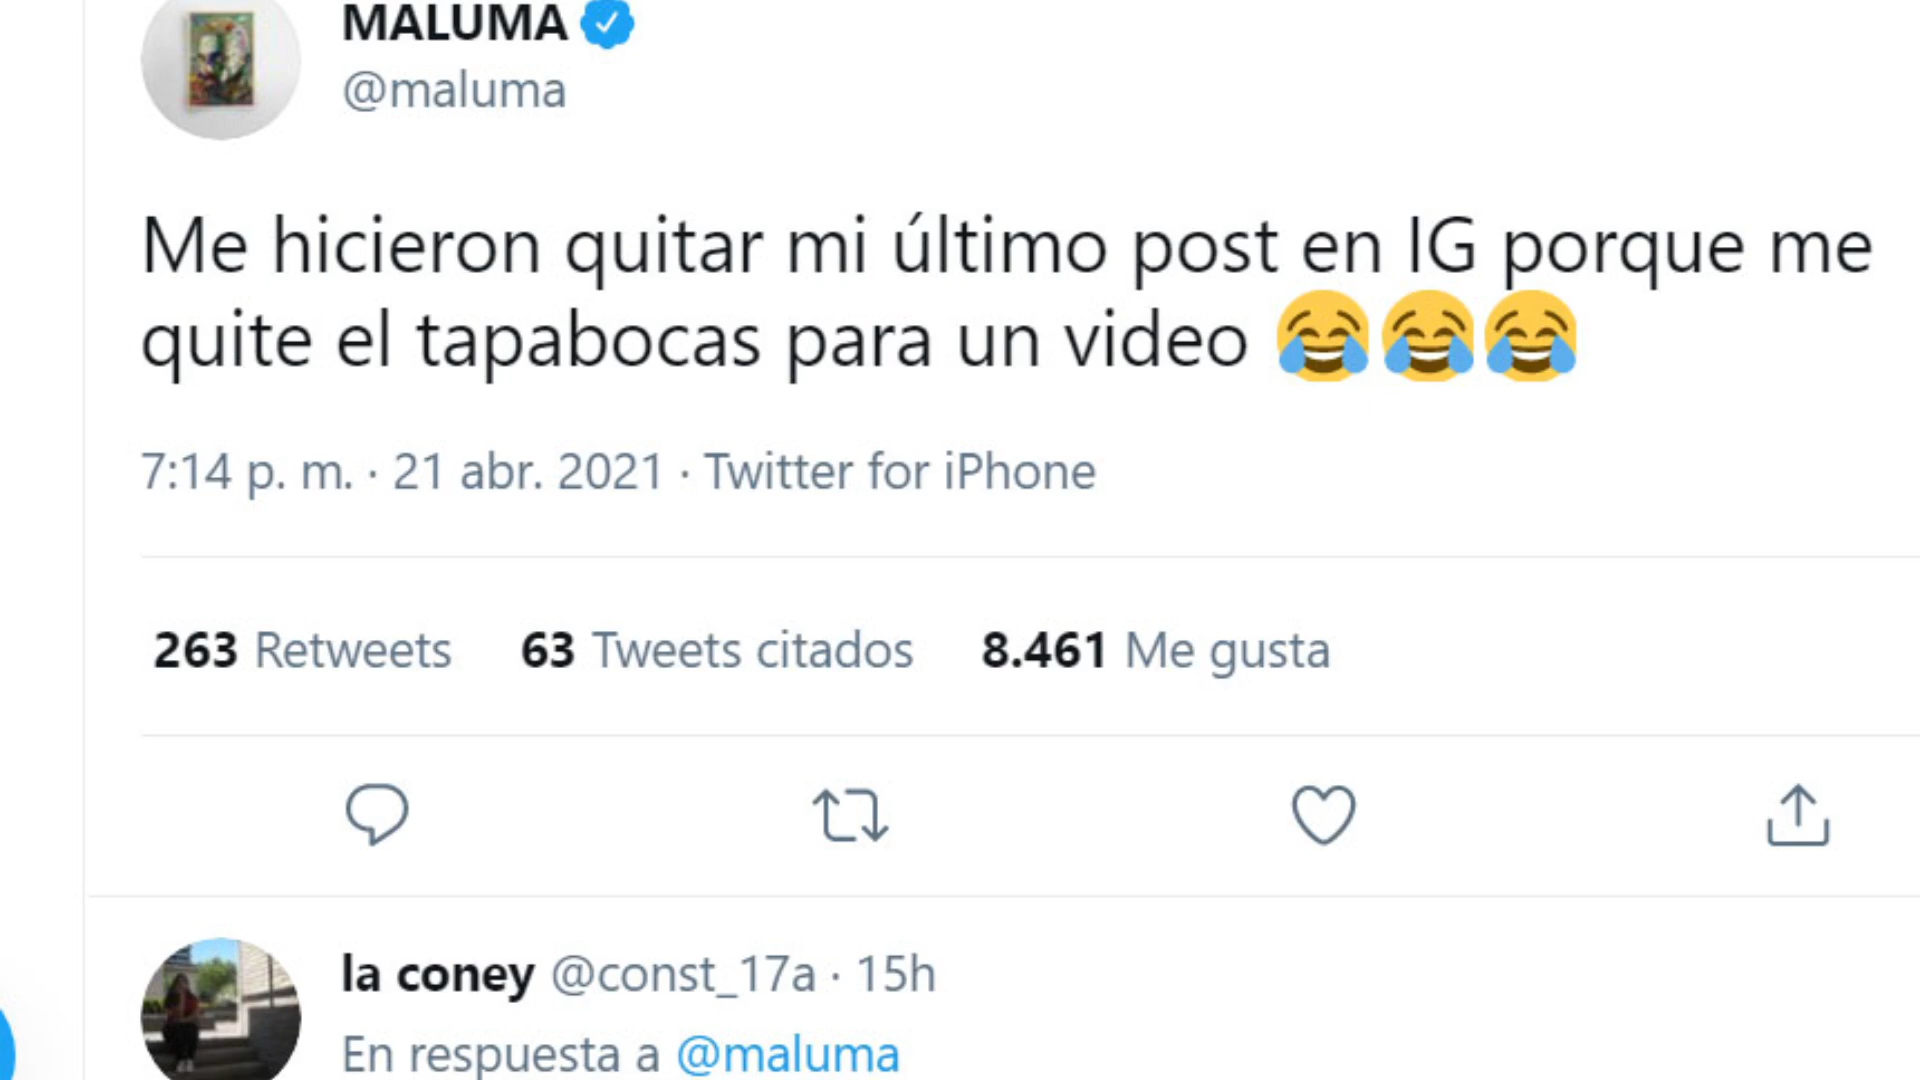 MALUMA
@maluma
Me hicieron quitar mi último post en IG porque me
quite el tapabocas para un video 😂😂😂
7:14 p. m. · 21 abr. 2021 · Twitter for iPhone
263 Retweets 63 Tweets citados 8.461 Me gusta
la coney @const_17a · 15h
En respuesta a @maluma